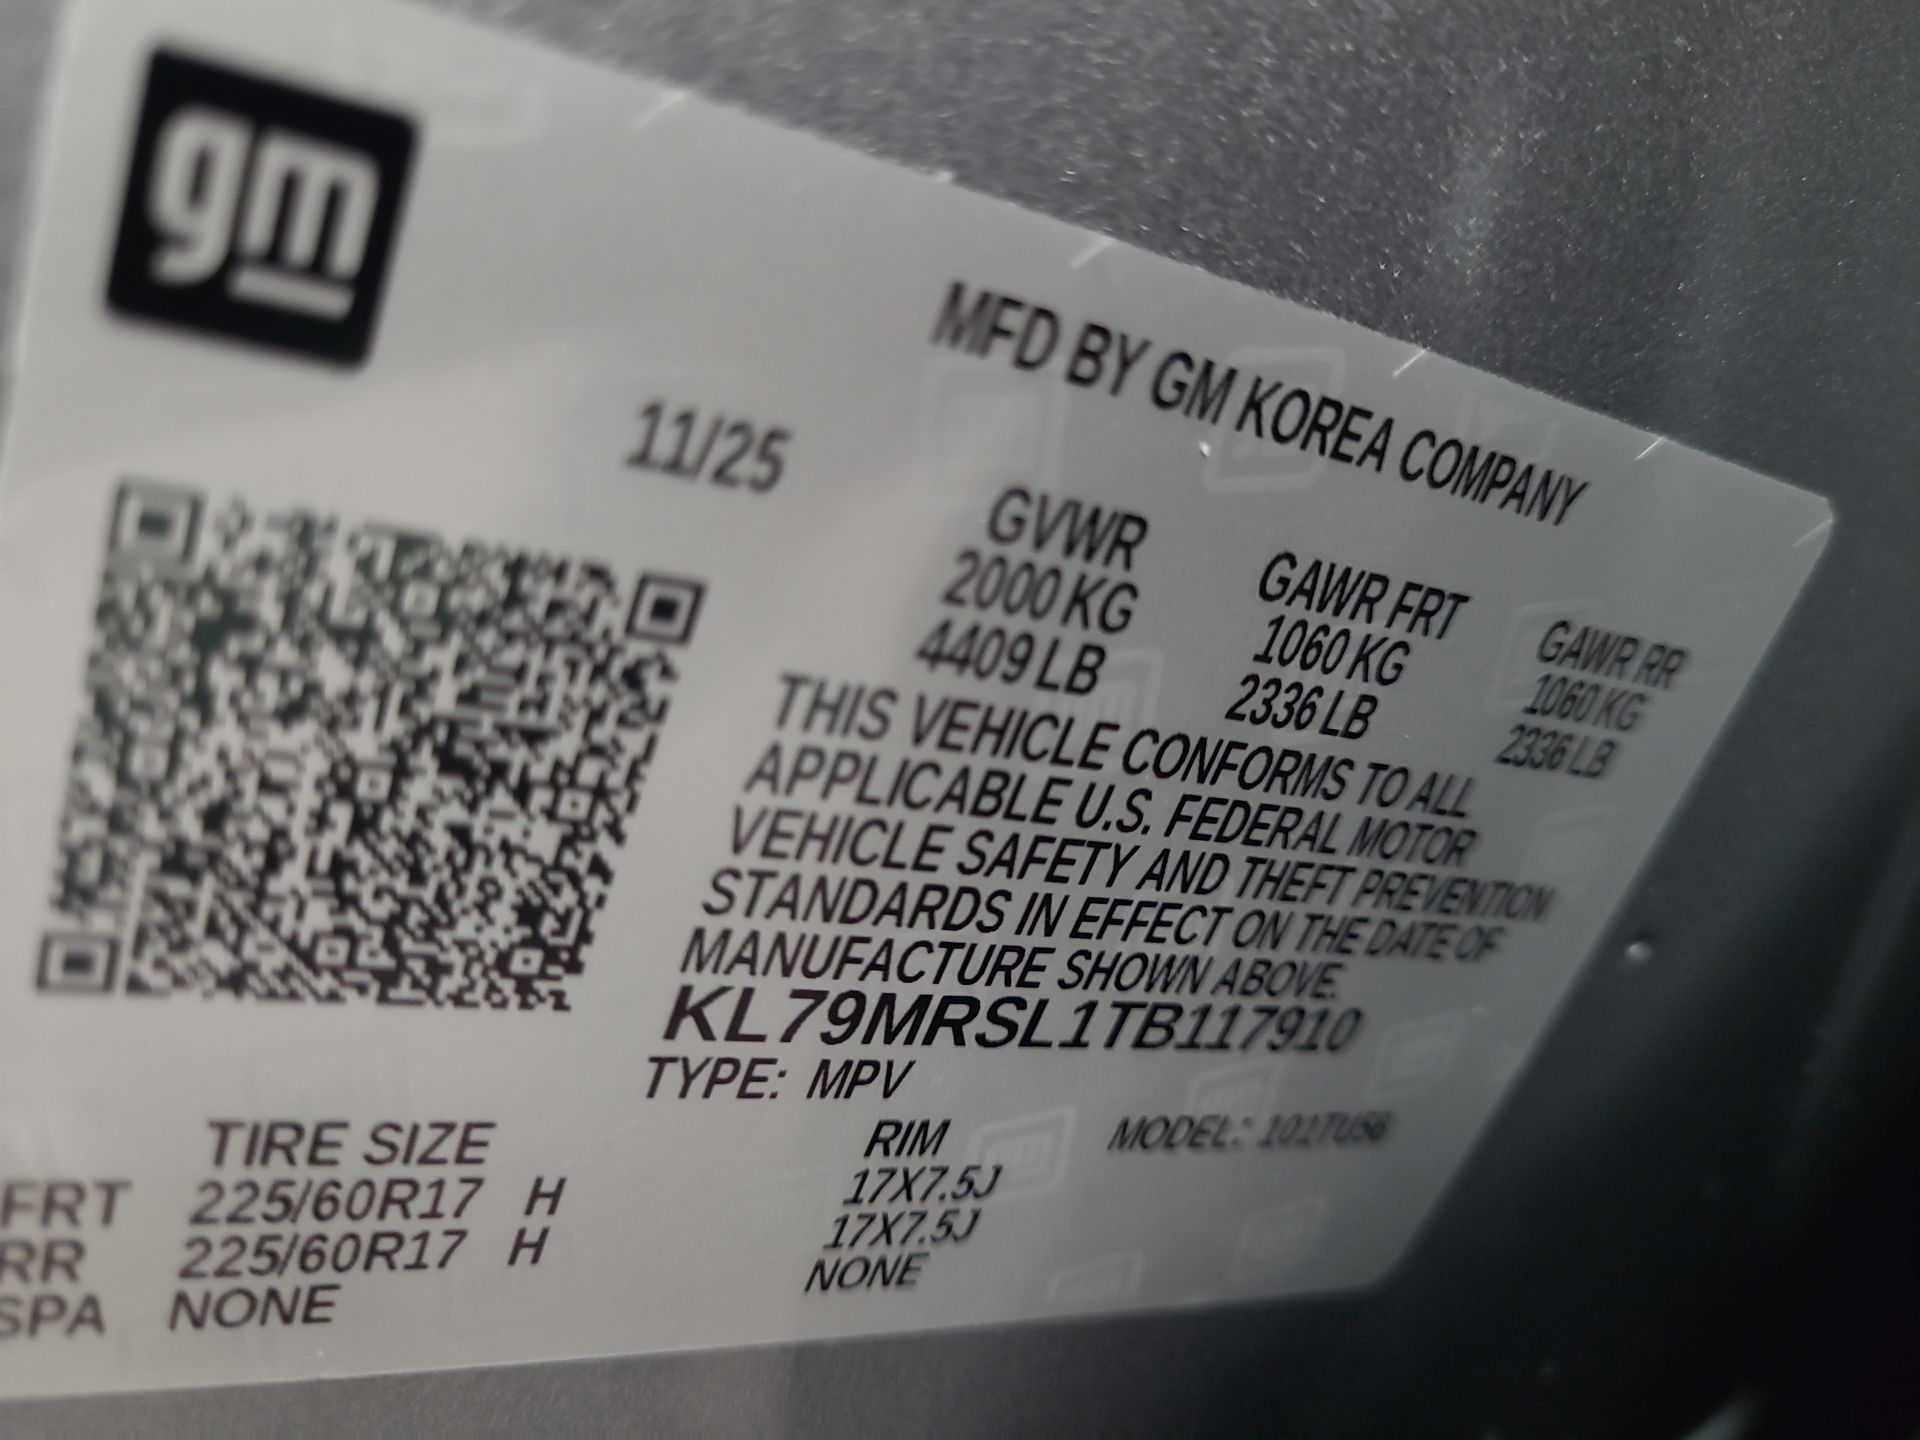 gm
MFD BY GM KOREA COMPANY
11/25
GVWR GAWR FRT GAWR RR
2000 KG 1060 KG 1060 KG
4409 LB 2336 LB 2336 LB
THIS VEHICLE CONFORMS TO ALL
APPLICABLE U.S. FEDERAL MOTOR
VEHICLE SAFETY AND THEFT PREVENTION
STANDARDS IN EFFECT ON THE DATE OF
MANUFACTURE SHOWN ABOVE.
KL79MRSL1TB117910
TYPE: MPV MODEL: 101TU56
TIRE SIZE RIM
FRT 225/60R17 H 17X7.5J
RR 225/60R17 H 17X7.5J
SPA NONE NONE